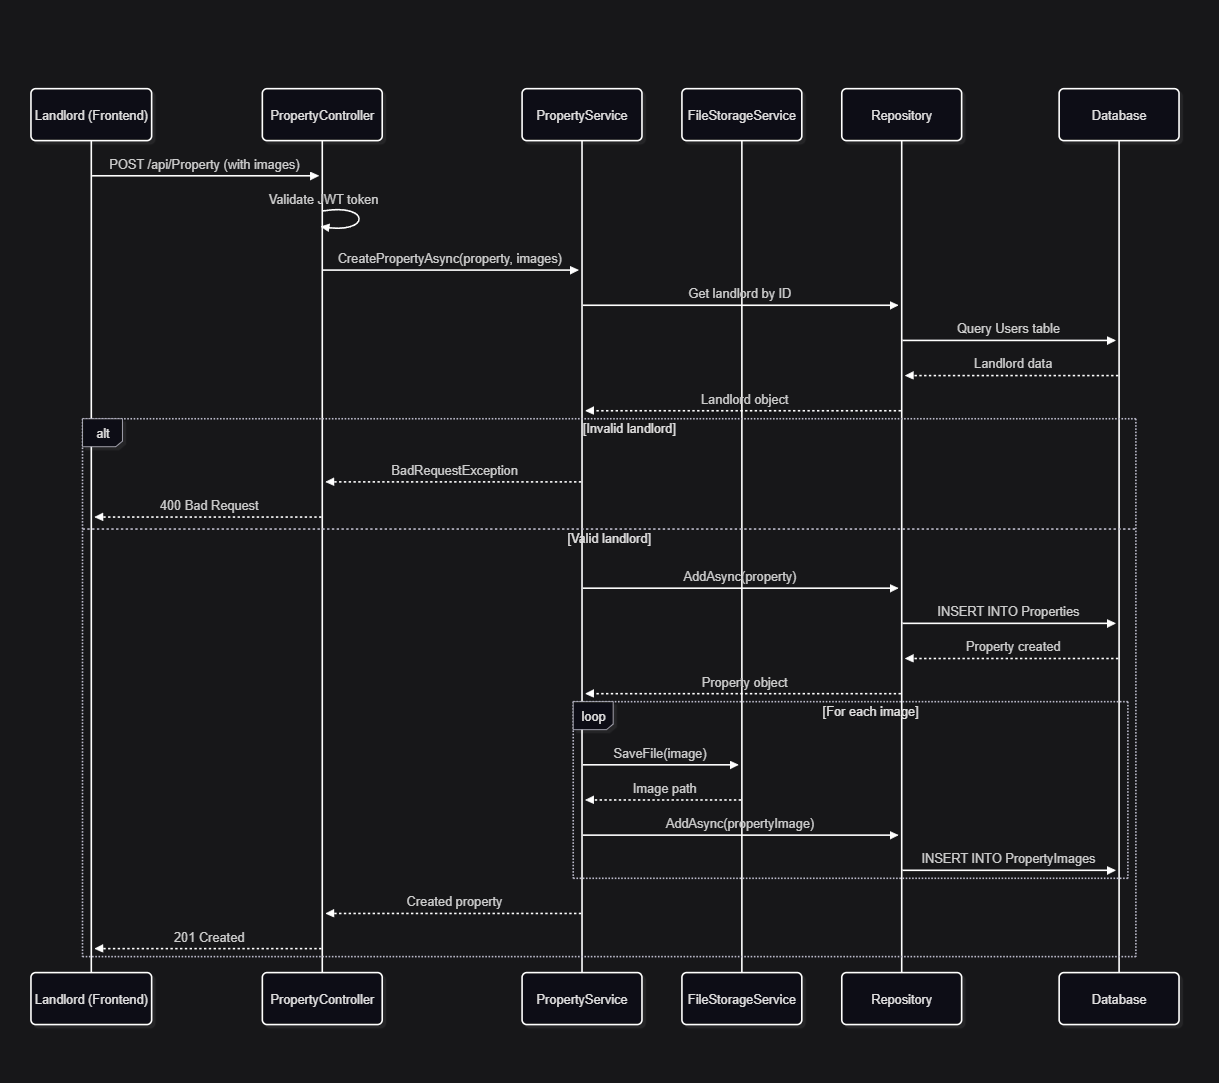 Landlord (Frontend)
PropertyController
PropertyService
FileStorageService
Repository
Database
POST /api/Property (with images)
Validate JWT token
CreatePropertyAsync(property, images)
Get landlord by ID
Query Users table
Landlord data
Landlord object
alt
[Invalid landlord]
BadRequestException
400 Bad Request
[Valid landlord]
AddAsync(property)
INSERT INTO Properties
Property created
Property object
loop
[For each image]
SaveFile(image)
Image path
AddAsync(propertyImage)
INSERT INTO PropertyImages
Created property
201 Created
Landlord (Frontend)
PropertyController
PropertyService
FileStorageService
Repository
Database